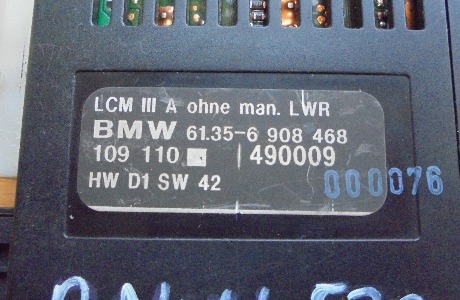 LCM III A ohne man. LWR
BMW 61.35-6 908 468
109 110 490009
HW D1 SW 42
000076